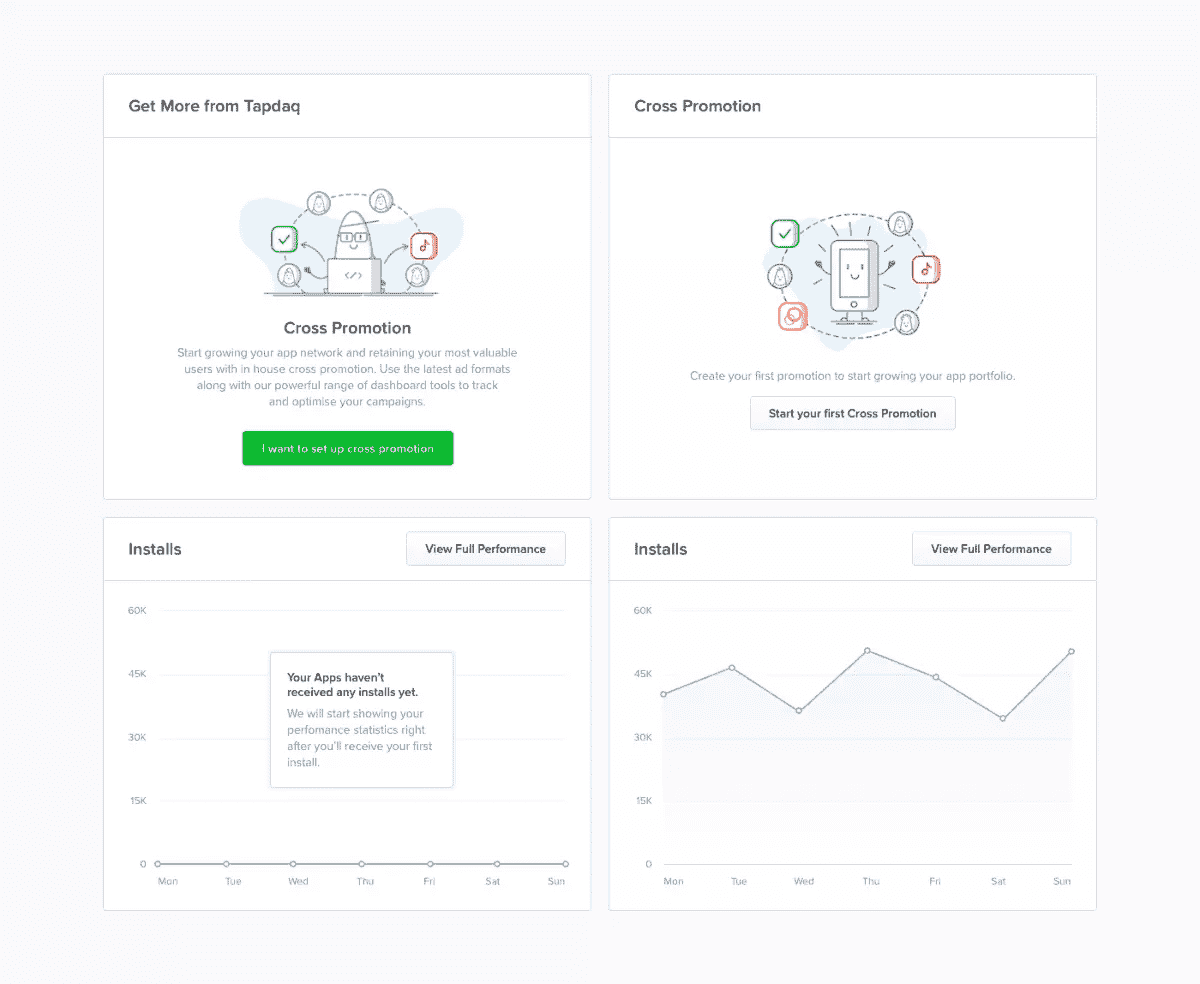 Get More from Tapdaq
Cross Promotion
Start growing your app network and retaining your most valuable
users with in house cross promotion. Use the latest ad formats
along with our powerful range of dashboard tools to track
and optimise your campaigns.
I want to set up cross promotion
Cross Promotion
Create your first promotion to start growing your app portfolio.
Start your first Cross Promotion
Installs
View Full Performance
60K
45K
30K
15K
0
Your Apps haven't
received any installs yet.
We will start showing your
perfomance statistics right
after you'll receive your first
install.
Mon Tue Wed Thu Fri Sat Sun
Installs
View Full Performance
60K
45K
30K
15K
0
Mon Tue Wed Thu Fri Sat Sun